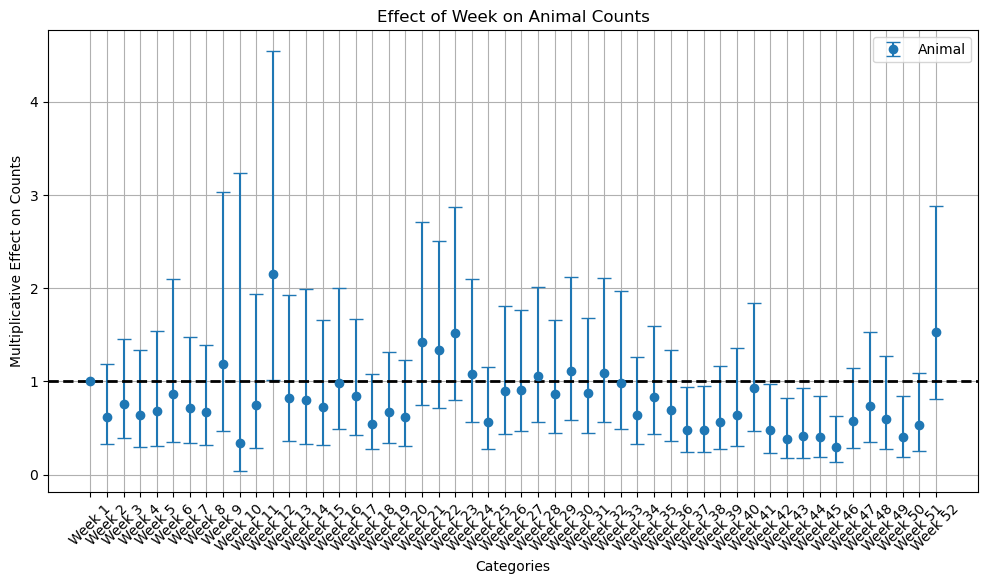 Effect of Week on Animal Counts
Animal
Multiplicative Effect on Counts
4
3
2
1
0
Week 1
Week 2
Week 3
Week 4
Week 5
Week 6
Week 7
Week 8
Week 9
Week 10
Week 11
Week 12
Week 13
Week 14
Week 15
Week 16
Week 17
Week 18
Week 19
Week 20
Week 21
Week 22
Week 23
Week 24
Week 25
Week 26
Week 27
Week 28
Week 29
Week 30
Week 31
Week 32
Week 33
Week 34
Week 35
Week 36
Week 37
Week 38
Week 39
Week 40
Week 41
Week 42
Week 43
Week 44
Week 45
Week 46
Week 47
Week 48
Week 49
Week 50
Week 51
Week 52
Categories